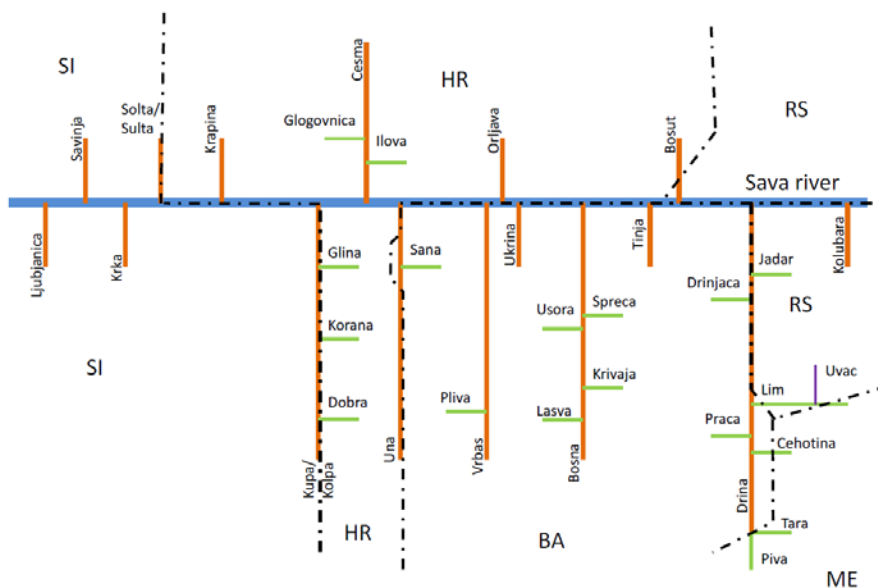 SI
HR
RS
Savinja
Solta/
Sulta
Krapina
Cesma
Glogovnica
Ilova
Orljava
Bosut
Sava river
Ljubjanica
Krka
Glina
Sana
Ukrina
Tinja
Jadar
Kolubara
Drinjaca
RS
Usora
Spreca
Korana
SI
Krivaja
Lim
Uvac
Dobra
Pliva
Lasva
Praca
Cehotina
Kupa/
Kolpa
Una
Vrbas
Bosna
Drina
HR
BA
Tara
Piva
ME